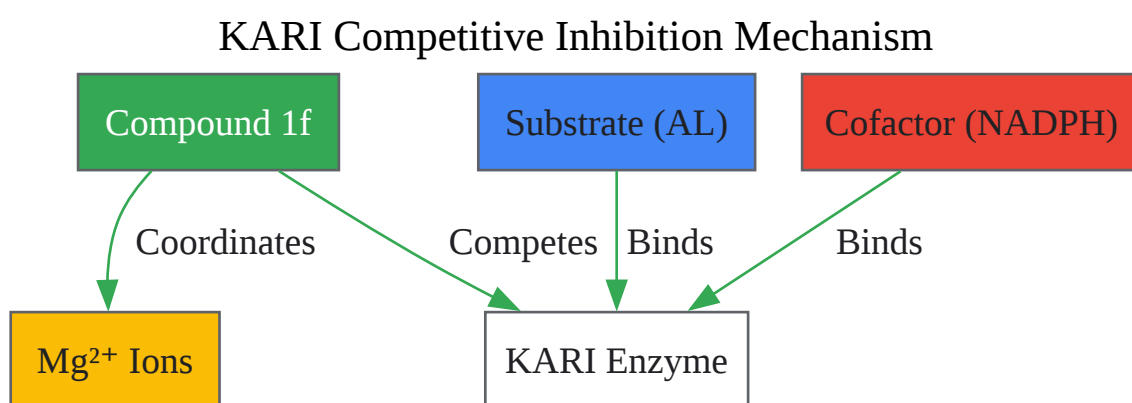 KARI Competitive Inhibition Mechanism
Compound 1f
Substrate (AL)
Cofactor (NADPH)
Coordinates
Competes
Binds
Binds
Mg²⁺ Ions
KARI Enzyme